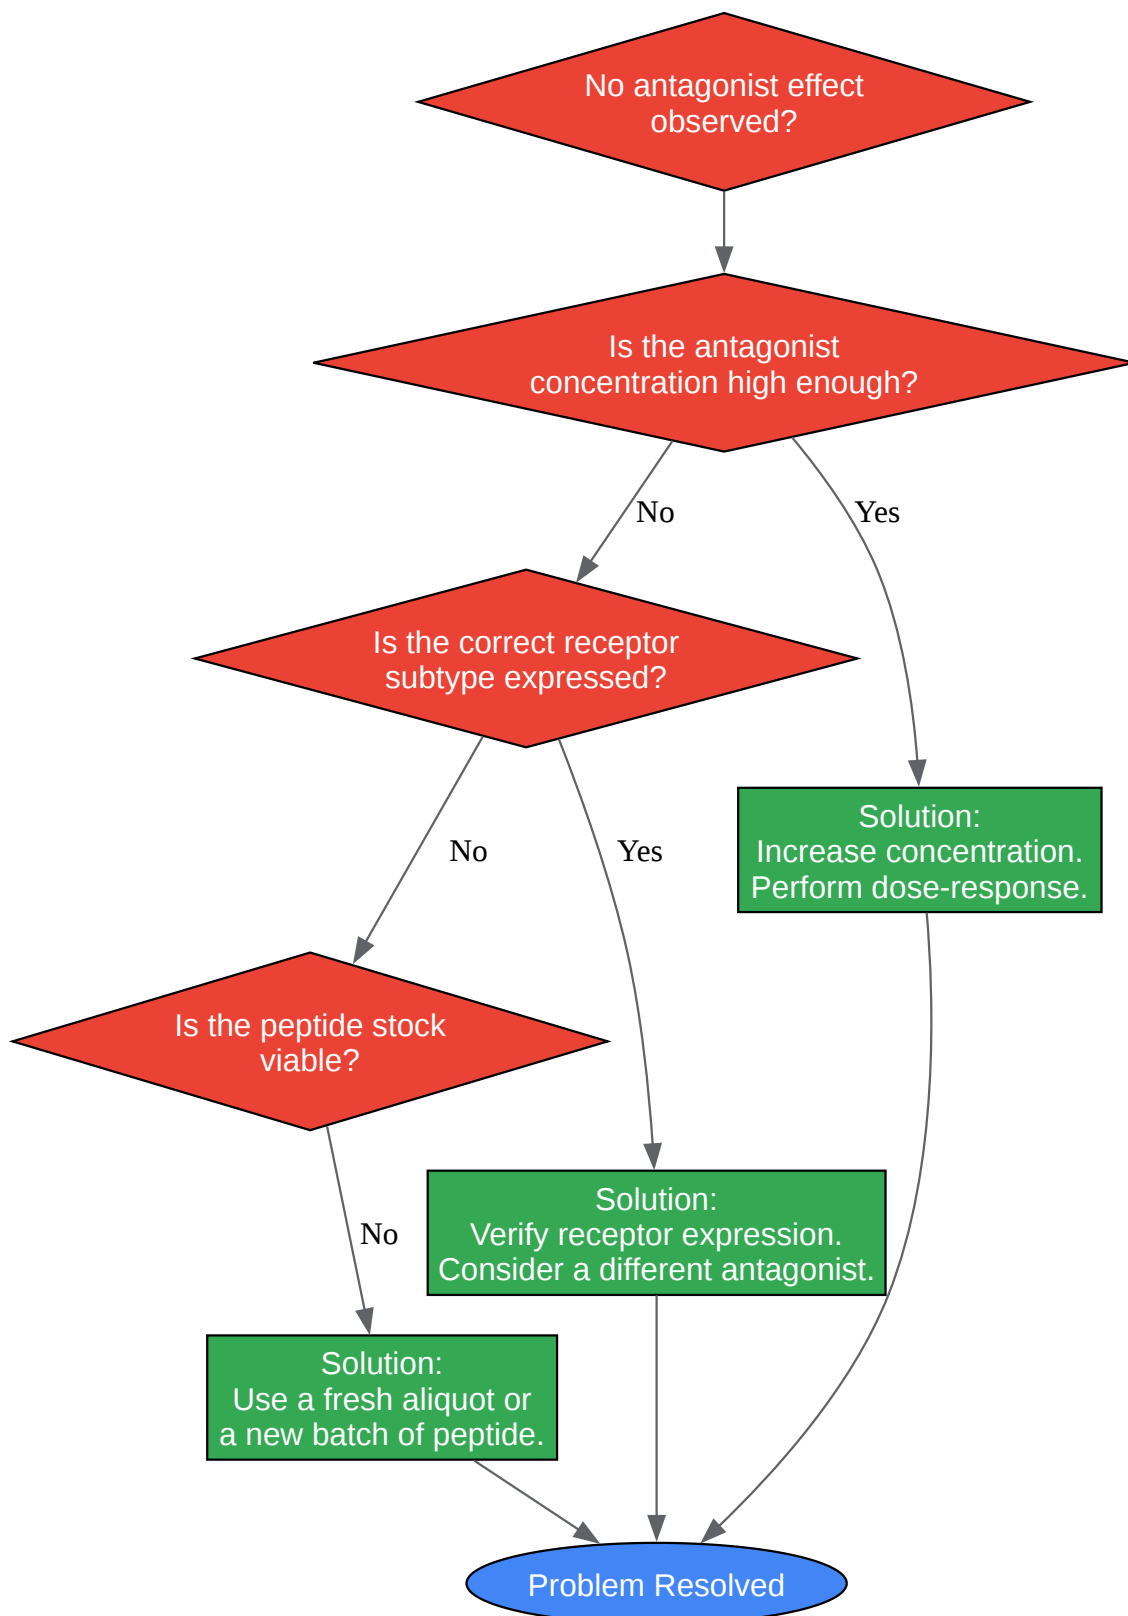 No antagonist effect
observed?
Is the antagonist
concentration high enough?
No
Yes
Is the correct receptor
subtype expressed?
Solution:
Increase concentration.
Perform dose-response.
No
Yes
Is the peptide stock
viable?
Solution:
Verify receptor expression.
Consider a different antagonist.
No
Solution:
Use a fresh aliquot or
a new batch of peptide.
Problem Resolved